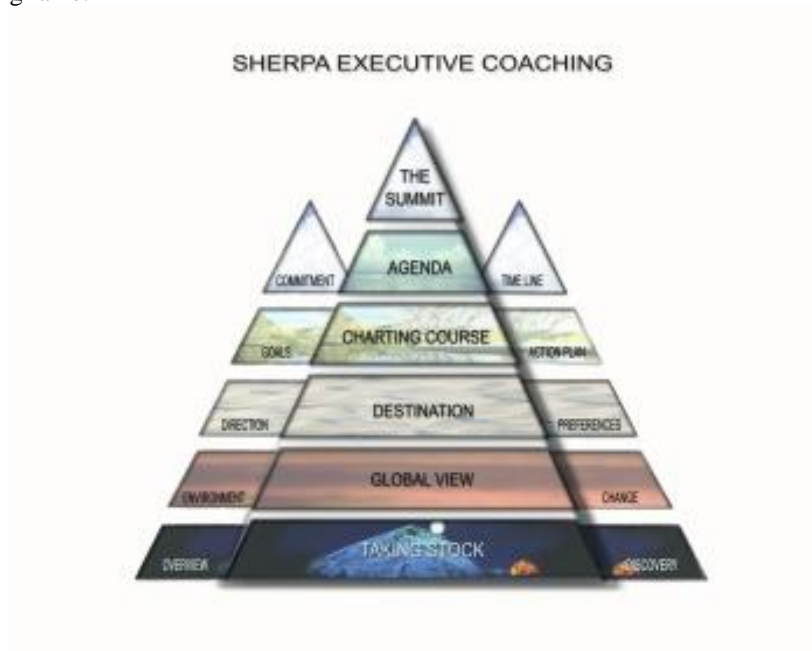 SHERPA EXECUTIVE COACHING
THE
SUMMIT
COMMITMENT
AGENDA
TIME LINE
GOALS
CHARTING COURSE
ACTION PLAN
DIRECTION
DESTINATION
PREFERENCES
ENVIRONMENT
GLOBAL VIEW
CHANGE
OVERVIEW
TAKING STOCK
DISCOVERY